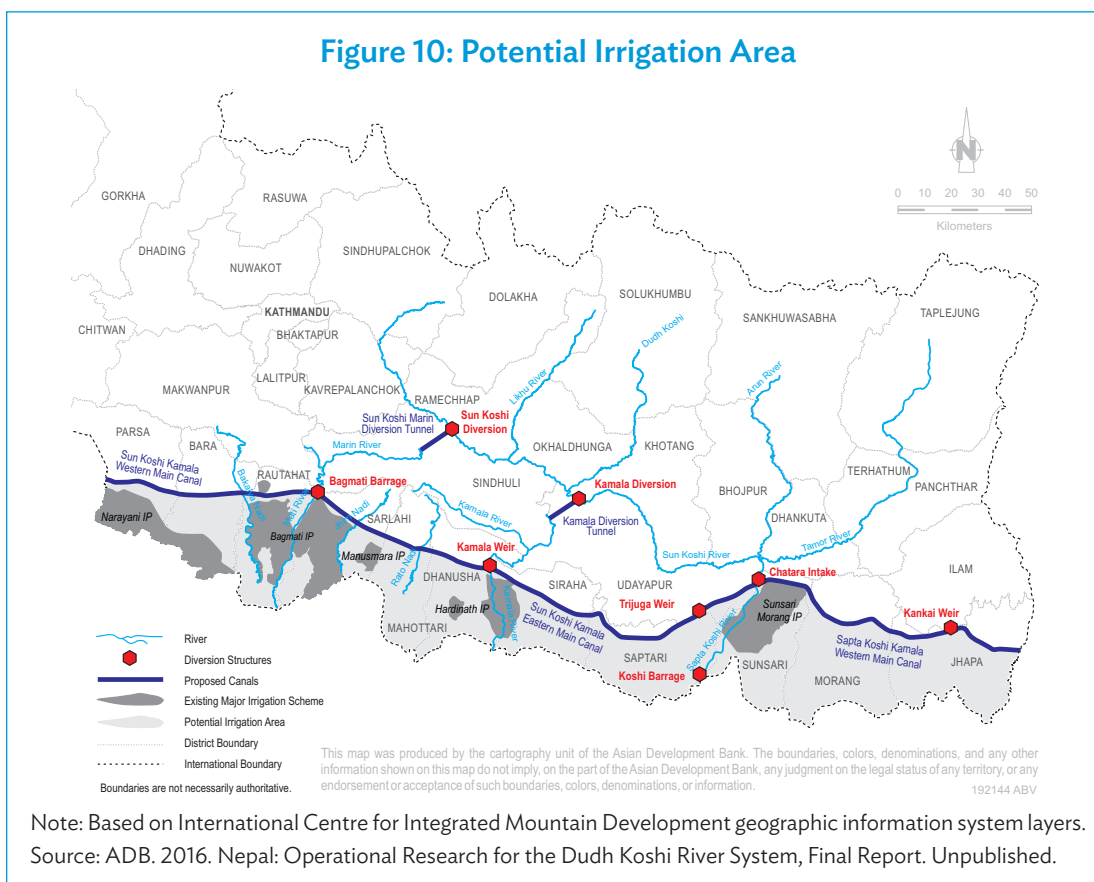 Figure 10: Potential Irrigation Area
N
0 10 20 30 40 50
Kilometers
GORKHA
RASUWA
DHADING
NUWAKOT
SINDHUPALCHOK
DOLAKHA
SOLUKHUMBU
SANKHUWASABHA
TAPLEJUNG
CHITWAN
KATHMANDU
BHAKTAPUR
LALITPUR
KAVREPALANCHOK
MAKWANPUR
RAMECHHAP
Likhu River
Dudh Koshi
Arun River
Sun Koshi Marin
Diversion Tunnel
Sun Koshi
Diversion
OKHALDHUNGA
KHOTANG
PARSA
BARA
Marin River
Sun Koshi Kamala
Western Main Canal
RAUTAHAT
Bagmati Barrage
SINDHULI
Kamala Diversion
BHOJPUR
TERHATHUM
PANCHTHAR
Narayani IP
Bagmati IP
SARLAHI
Kamala River
Kamala Diversion
Tunnel
DHANKUTA
Tamor River
Manusmara IP
Rato Nadi
Kamala Weir
Sun Koshi River
Chatara Intake
ILAM
DHANUSHA
SIRAHA
UDAYAPUR
Hardinath IP
Kamala River
Sun Koshi Kamala
Eastern Main Canal
Trijuga Weir
Sunsari
Morang IP
Kankai Weir
MAHOTTARI
SAPTARI
Sapta Koshi River
Sapta Koshi Kamala
Western Main Canal
Koshi Barrage
SUNSARI
MORANG
JHAPA
River
Diversion Structures
Proposed Canals
Existing Major Irrigation Scheme
Potential Irrigation Area
District Boundary
International Boundary
Boundaries are not necessarily authoritative.
This map was produced by the cartography unit of the Asian Development Bank. The boundaries, colors, denominations, and any other
information shown on this map do not imply, on the part of the Asian Development Bank, any judgment on the legal status of any territory, or any
endorsement or acceptance of such boundaries, colors, denominations, or information.
192144 ABV
Note: Based on International Centre for Integrated Mountain Development geographic information system layers.
Source: ADB. 2016. Nepal: Operational Research for the Dudh Koshi River System, Final Report. Unpublished.